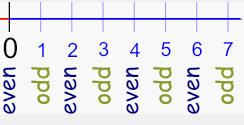 0 1 2 3 4 5 6 7
even odd even odd even odd even odd